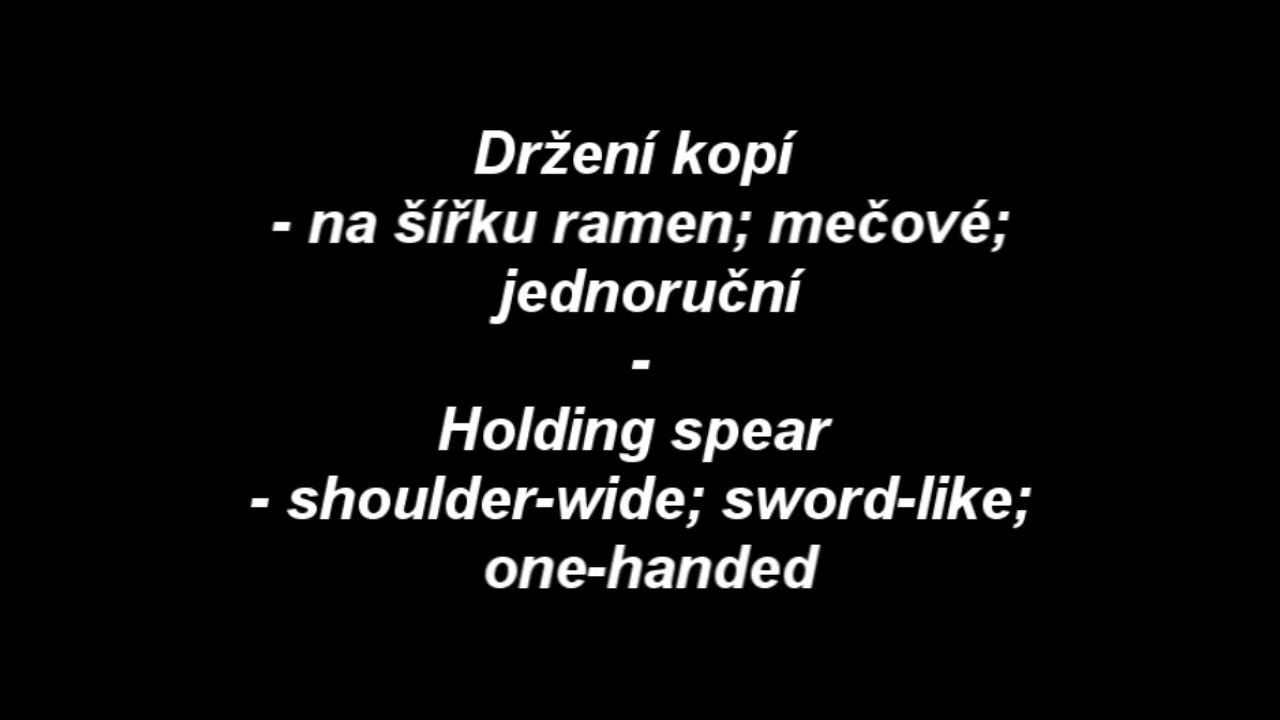 Držení kopí
- na šířku ramen; mečové;
jednoruční
-
Holding spear
- shoulder-wide; sword-like;
one-handed